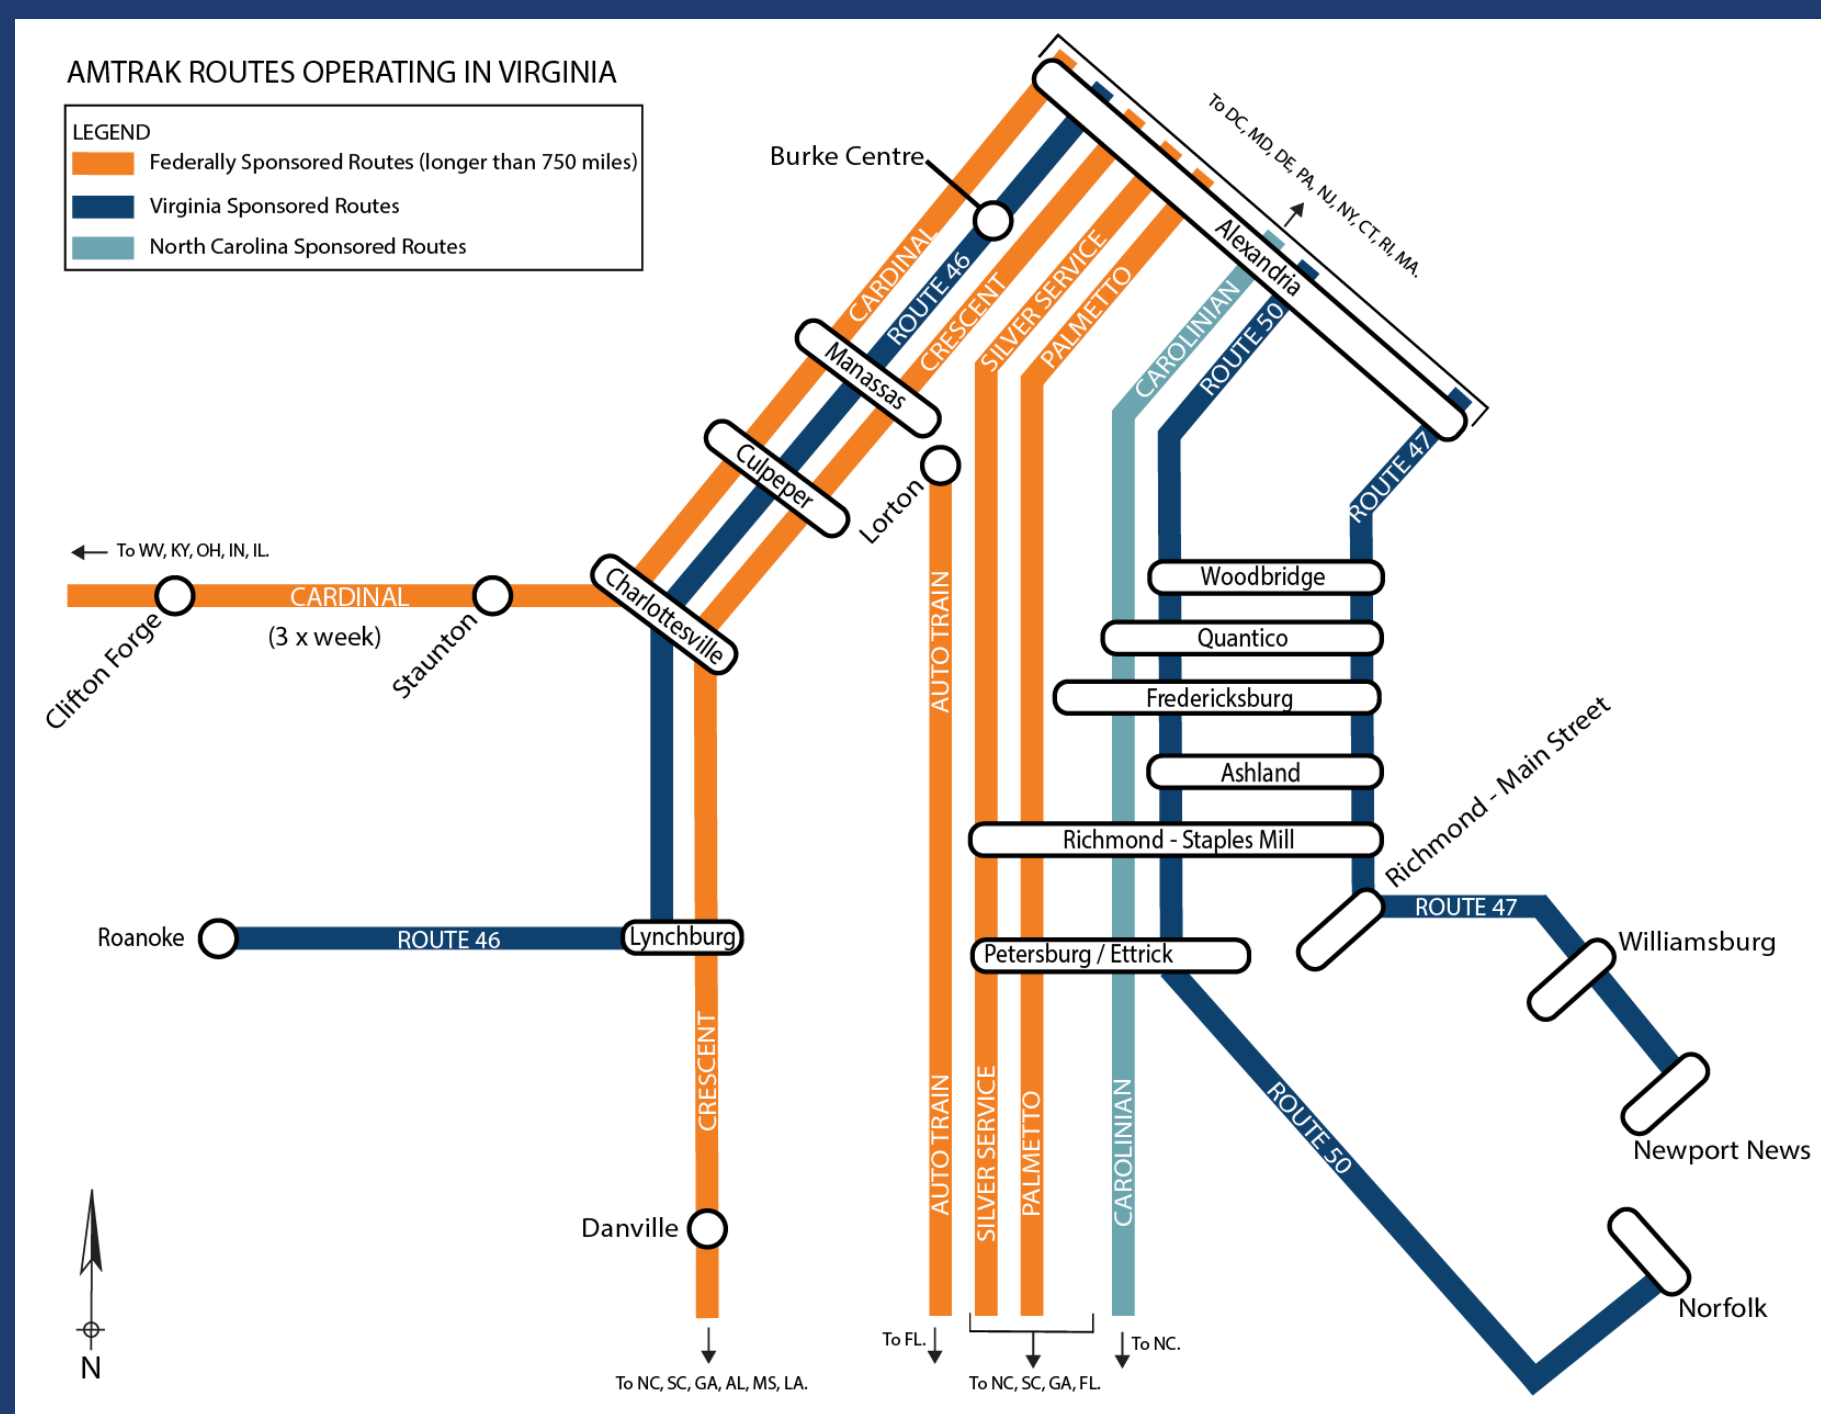 AMTRAK ROUTES OPERATING IN VIRGINIA
LEGEND
Federally Sponsored Routes (longer than 750 miles)
Virginia Sponsored Routes
North Carolina Sponsored Routes
To DC, MD, DE, PA, NJ, NY, CT, RI, MA.
Burke Centre
Alexandria
CARDINAL
ROUTE 46
CRESCENT
SILVER SERVICE
PALMETTO
CAROLINIAN
ROUTE 50
ROUTE 47
Manassas
Culpeper
Lorton
To WV, KY, OH, IN, IL.
CARDINAL
(3 x week)
Clifton Forge
Staunton
Charlottesville
AUTO TRAIN
Woodbridge
Quantico
Fredericksburg
Ashland
Richmond - Staples Mill
Richmond - Main Street
ROUTE 47
Roanoke
ROUTE 46
Lynchburg
Petersburg / Ettrick
Williamsburg
CRESCENT
AUTO TRAIN
SILVER SERVICE
PALMETTO
CAROLINIAN
ROUTE 50
Newport News
Danville
Norfolk
N
To FL.
To NC.
To NC, SC, GA, AL, MS, LA.
To NC, SC, GA, FL.